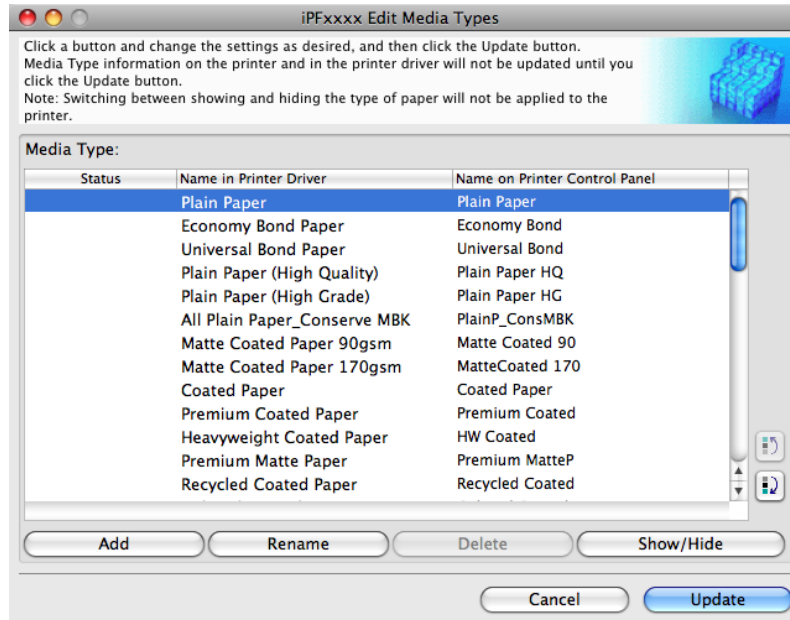 iPFxxxx Edit Media Types
Click a button and change the settings as desired, and then click the Update button.
Media Type information on the printer and in the printer driver will not be updated until you
click the Update button.
Note: Switching between showing and hiding the type of paper will not be applied to the
printer.
Media Type:
Status Name in Printer Driver Name on Printer Control Panel
Plain Paper Plain Paper
Economy Bond Paper Economy Bond
Universal Bond Paper Universal Bond
Plain Paper (High Quality) Plain Paper HQ
Plain Paper (High Grade) Plain Paper HG
All Plain Paper_Conserve MBK PlainP_ConsMBK
Matte Coated Paper 90gsm Matte Coated 90
Matte Coated Paper 170gsm MatteCoated 170
Coated Paper Coated Paper
Premium Coated Paper Premium Coated
Heavyweight Coated Paper HW Coated
Premium Matte Paper Premium MatteP
Recycled Coated Paper Recycled Coated
Add Rename Delete Show/Hide
Cancel Update